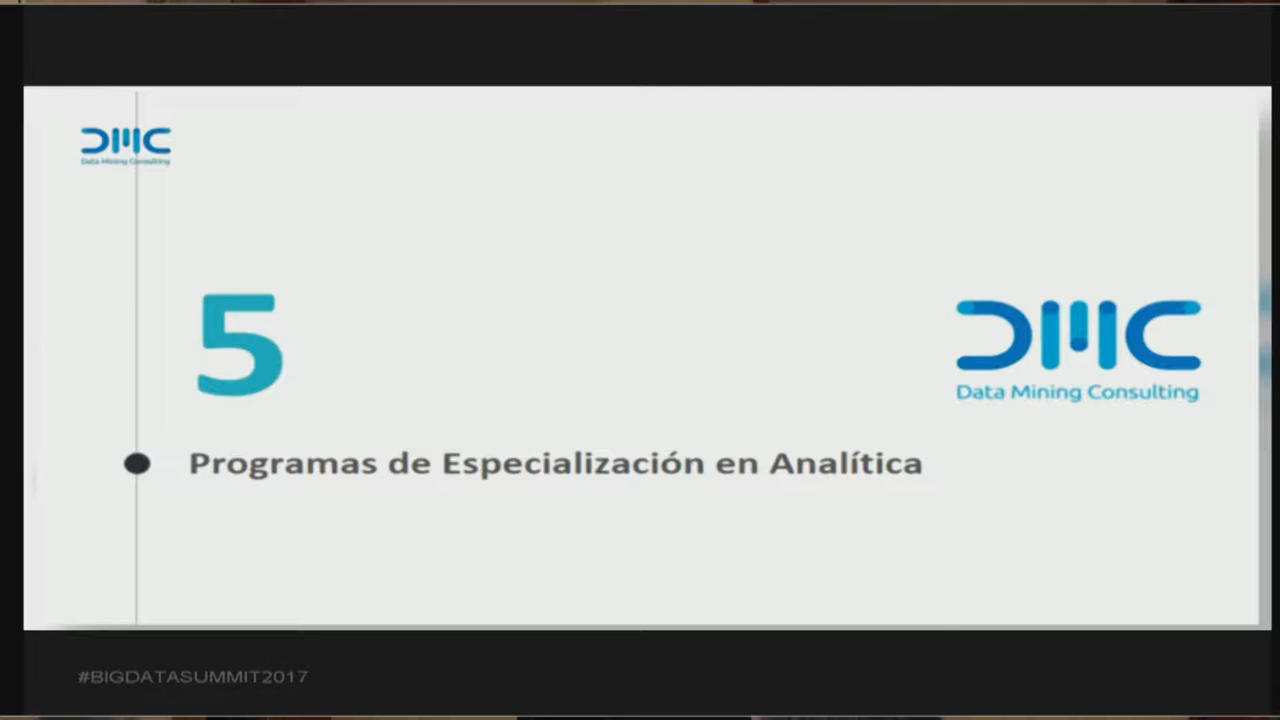 DMC
Data Mining Consulting
5
DMC
Data Mining Consulting
Programas de Especialización en Analítica
#BIGDATASUMMIT2017